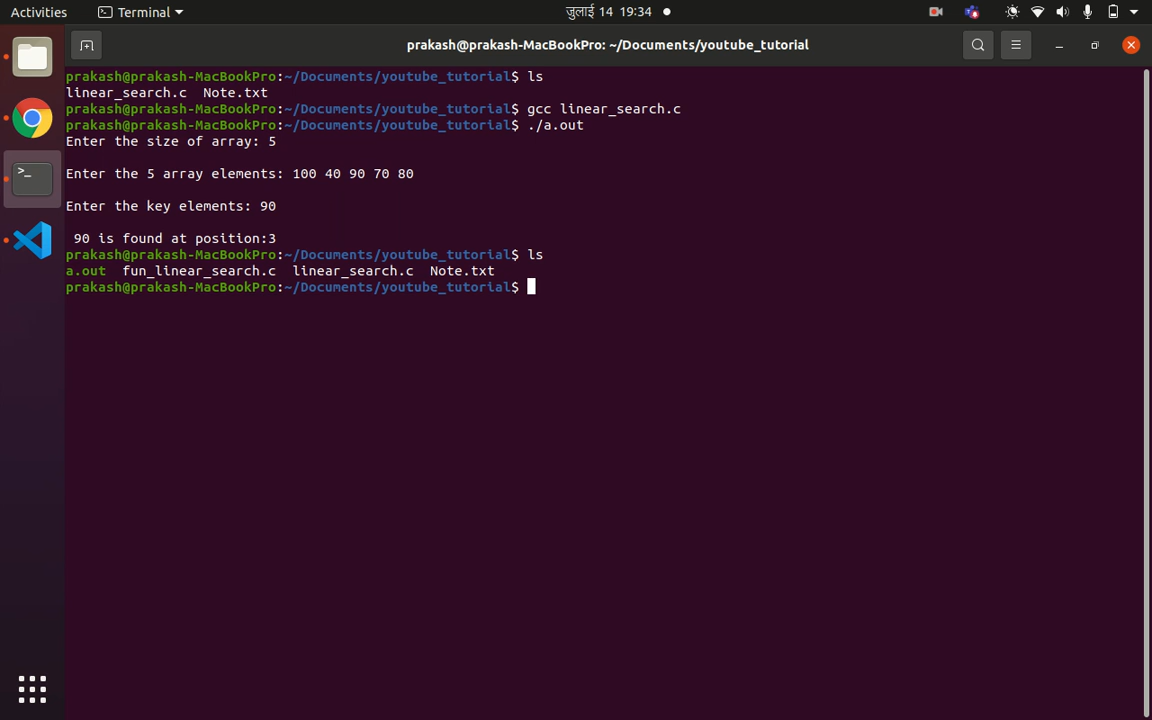 Activities Terminal जुलाई 14 19:34
prakash@prakash-MacBookPro: ~/Documents/youtube_tutorial
prakash@prakash-MacBookPro:~/Documents/youtube_tutorial$ ls
linear_search.c  Note.txt
prakash@prakash-MacBookPro:~/Documents/youtube_tutorial$ gcc linear_search.c
prakash@prakash-MacBookPro:~/Documents/youtube_tutorial$ ./a.out
Enter the size of array: 5
Enter the 5 array elements: 100 40 90 70 80
Enter the key elements: 90
90 is found at position:3
prakash@prakash-MacBookPro:~/Documents/youtube_tutorial$ ls
a.out  fun_linear_search.c  linear_search.c  Note.txt
prakash@prakash-MacBookPro:~/Documents/youtube_tutorial$